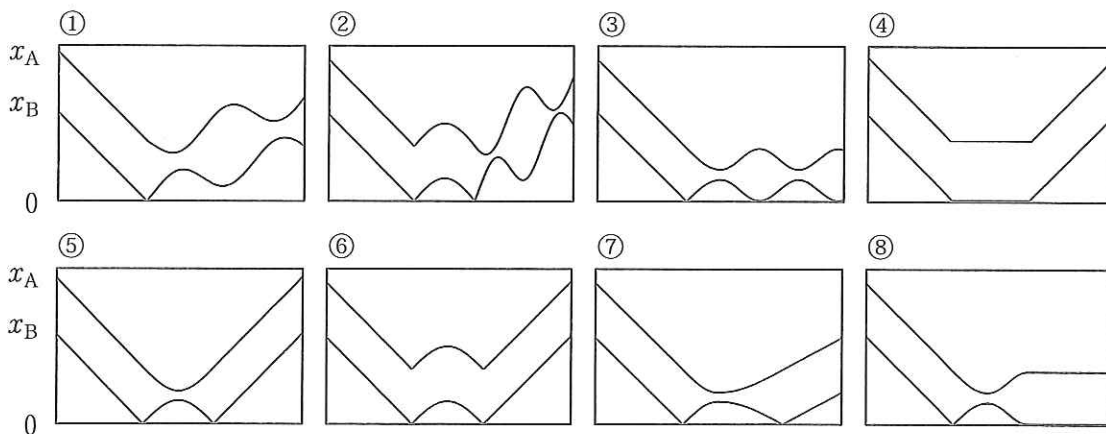 ① ② ③ ④
x_A
x_B
0
⑤ ⑥ ⑦ ⑧
x_A
x_B
0